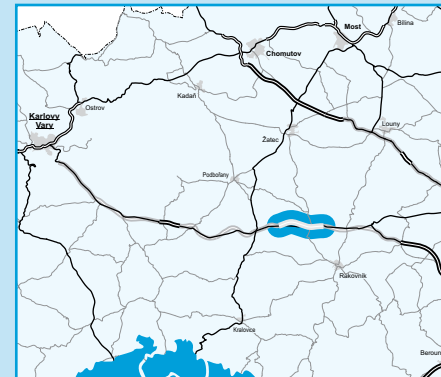 Most
Bílina
Chomutov
Kadaň
Ostrov
Karlovy
Vary
Louny
Žatec
Podbořany
Rakovník
Kralovice
Beroun